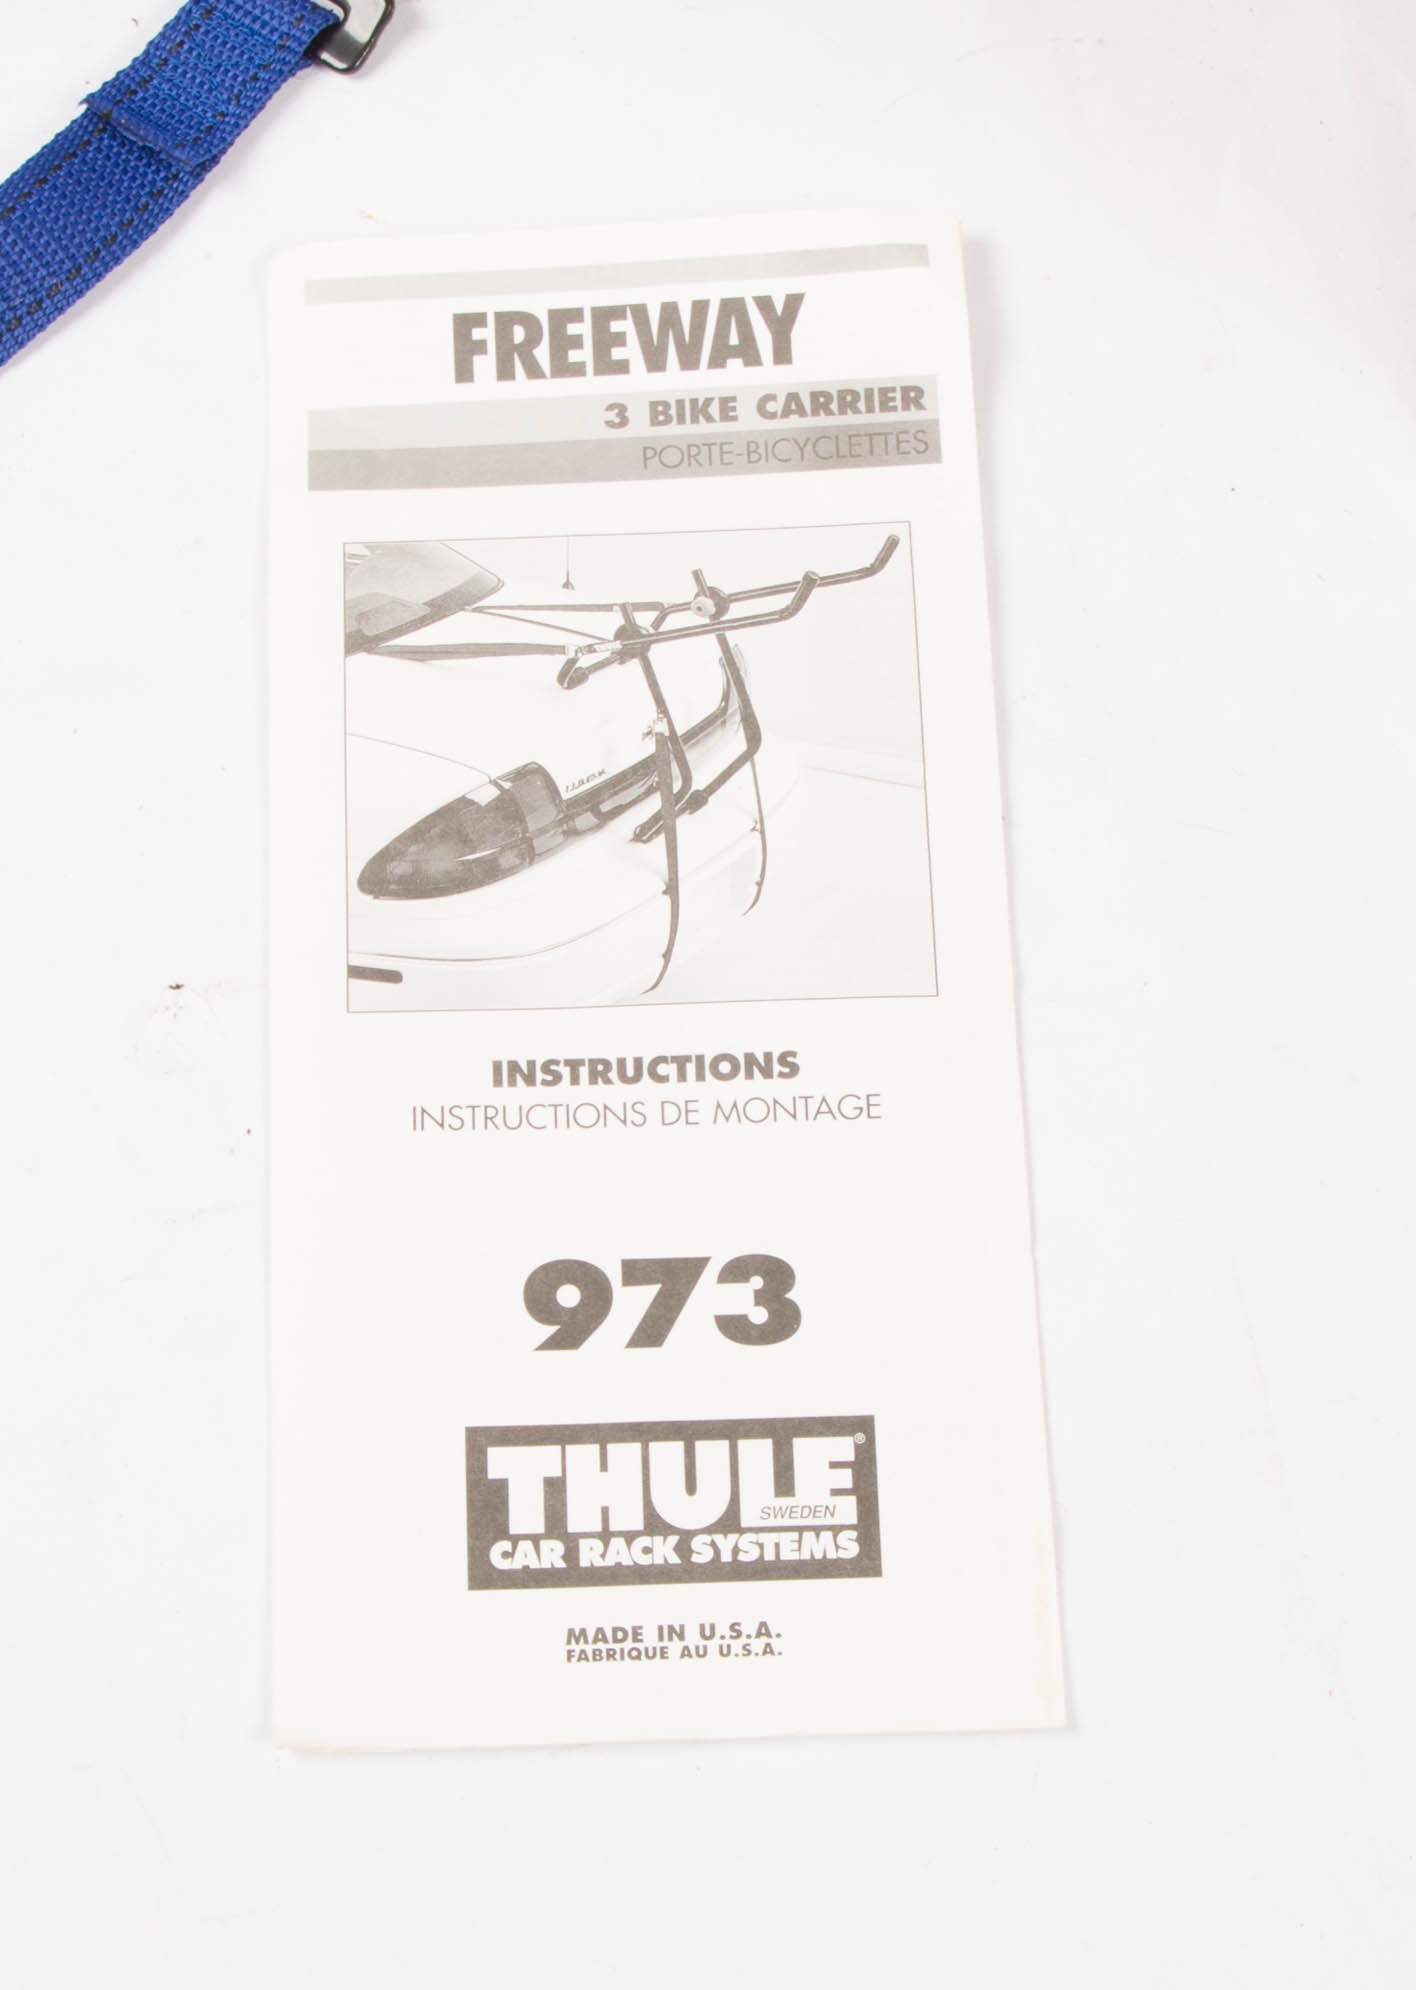 FREEWAY
3 BIKE CARRIER
PORTE-BICYCLETTES
INSTRUCTIONS
INSTRUCTIONS DE MONTAGE
973
THULE®
SWEDEN
CAR RACK SYSTEMS
MADE IN U.S.A.
FABRIQUE AU U.S.A.